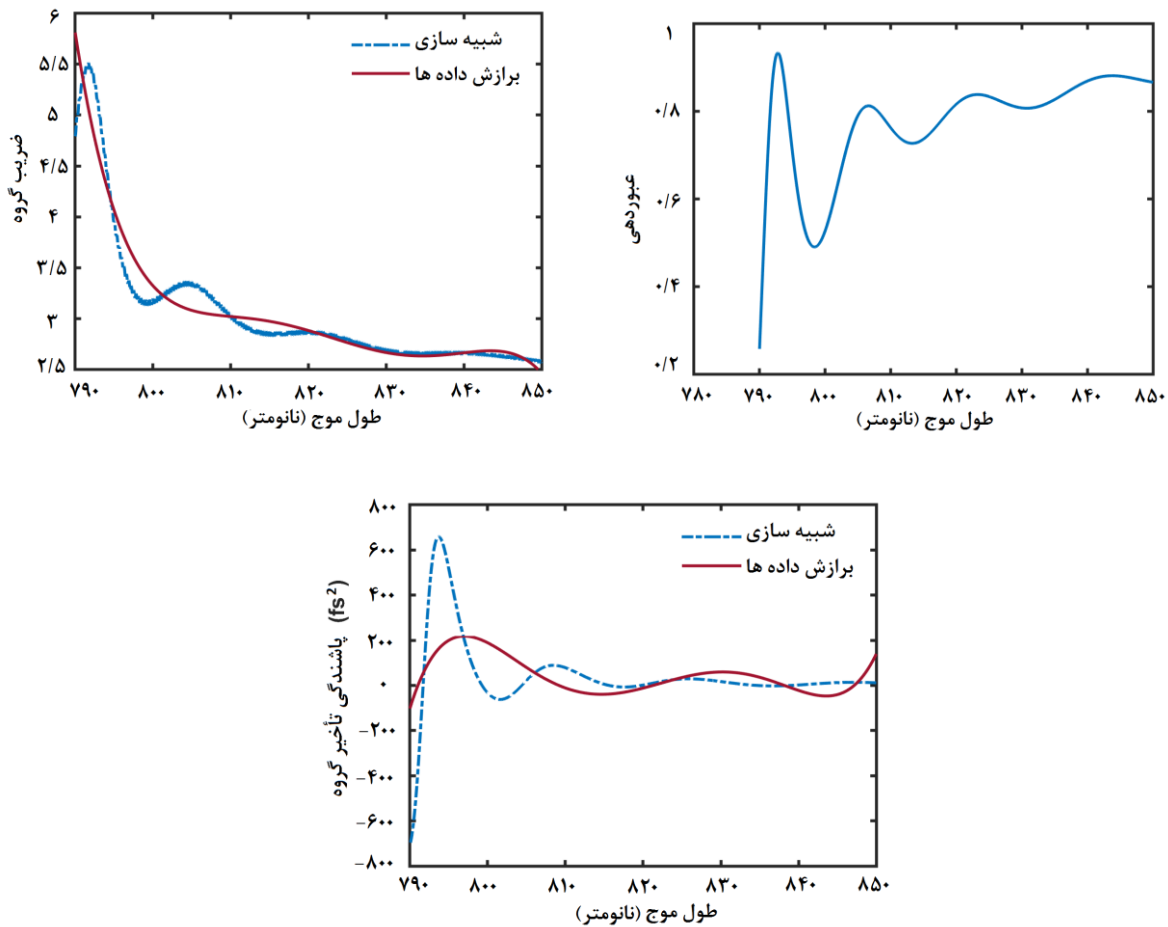 ۶
۵/۵
۵
۴/۵
۴
۳/۵
۳
۲/۵
ضریب گروه
شبیه سازی
برازش داده ها
۷۹۰ ۸۰۰ ۸۱۰ ۸۲۰ ۸۳۰ ۸۴۰ ۸۵۰
طول موج (نانومتر)
۱
۰/۸
۰/۶
۰/۴
۰/۲
عبوردهی
۷۸۰ ۷۹۰ ۸۰۰ ۸۱۰ ۸۲۰ ۸۳۰ ۸۴۰ ۸۵۰
طول موج (نانومتر)
۸۰۰
۶۰۰
۴۰۰
۲۰۰
۰
−۲۰۰
−۴۰۰
−۶۰۰
−۸۰۰
پاشندگی تأخیر گروه (fs²)
شبیه سازی
برازش داده ها
۷۹۰ ۸۰۰ ۸۱۰ ۸۲۰ ۸۳۰ ۸۴۰ ۸۵۰
طول موج (نانومتر)